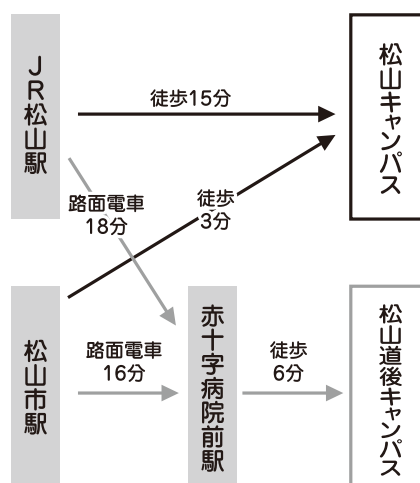 JR松山駅
徒歩15分
松山キャンパス
路面電車
18分
徒歩
3分
松山市駅
路面電車
16分
赤十字病院前駅
徒歩
6分
松山道後キャンパス